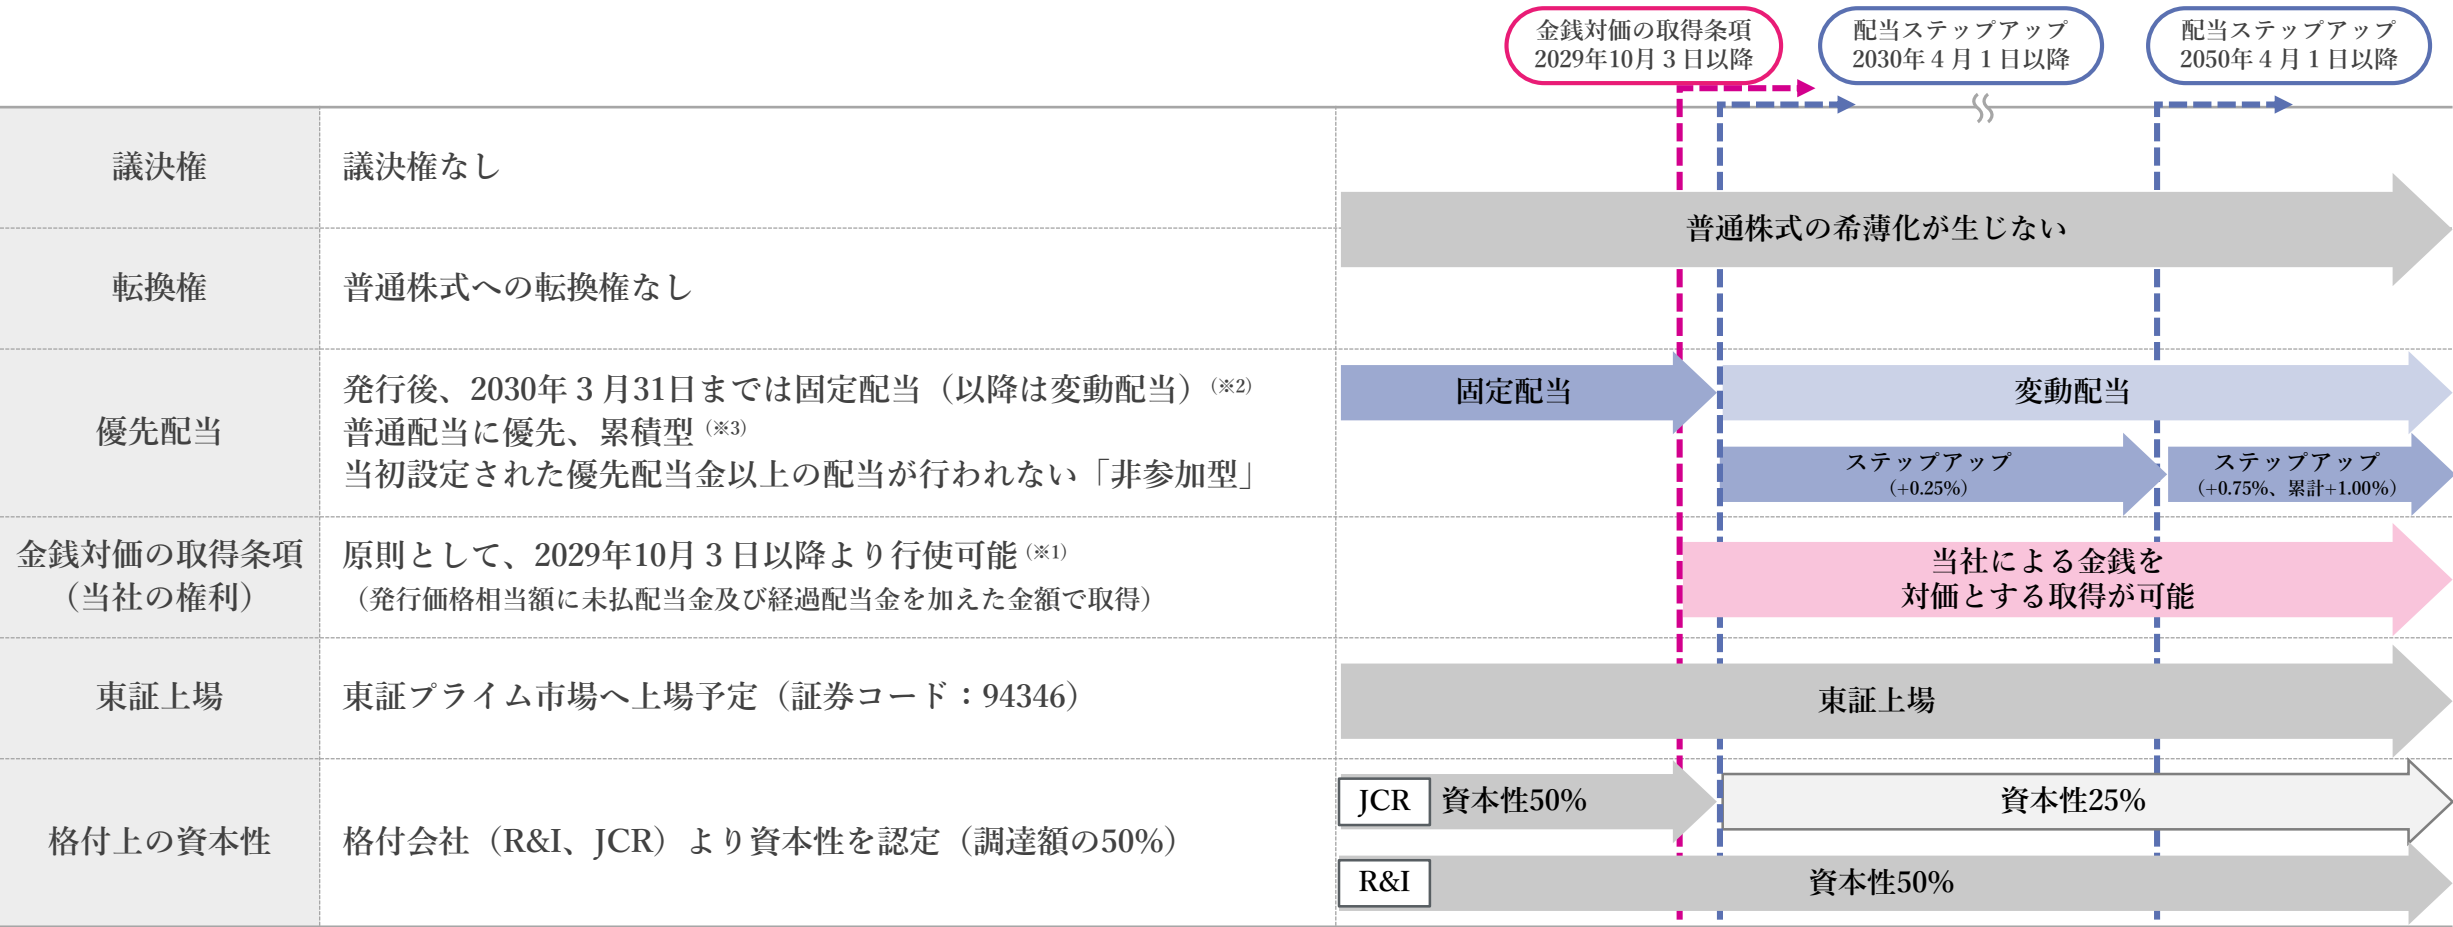 金銭対価の取得条項
2029年10月３日以降
配当ステップアップ
2030年４月１日以降
配当ステップアップ
2050年４月１日以降
議決権
議決権なし
普通株式の希薄化が生じない
転換権
普通株式への転換権なし
優先配当
発行後、2030年３月31日までは固定配当（以降は変動配当）(※2)
普通配当に優先、累積型 (※3)
当初設定された優先配当金以上の配当が行われない「非参加型」
固定配当
変動配当
ステップアップ
（+0.25%）
ステップアップ
（+0.75%、累計+1.00%）
金銭対価の取得条項
（当社の権利）
原則として、2029年10月３日以降より行使可能 (※1)
（発行価格相当額に未払配当金及び経過配当金を加えた金額で取得）
当社による金銭を
対価とする取得が可能
東証上場
東証プライム市場へ上場予定（証券コード：94346）
東証上場
格付上の資本性
格付会社（R&I、JCR）より資本性を認定（調達額の50%）
JCR
資本性50%
資本性25%
R&I
資本性50%